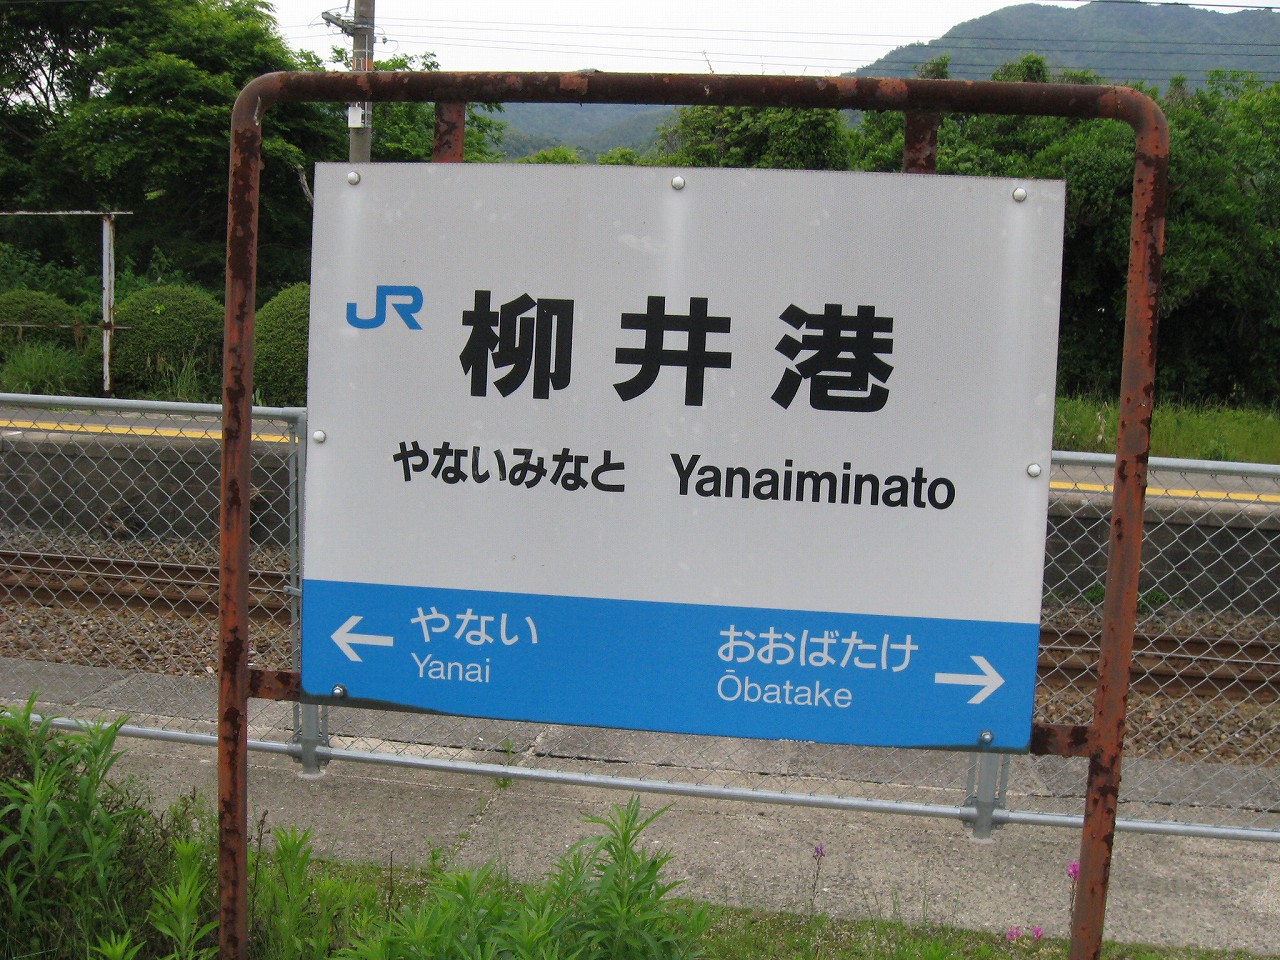 JR 柳井港
やないみなと Yanaiminato
← やない
Yanai
おおばたけ →
Ōbatake